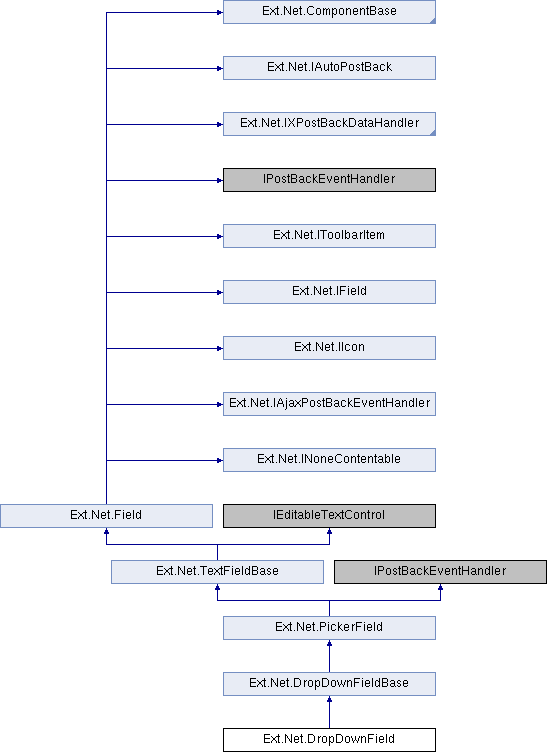 Ext.Net.ComponentBase
Ext.Net.IAutoPostBack
Ext.Net.IXPostBackDataHandler
IPostBackEventHandler
Ext.Net.IToolbarItem
Ext.Net.IField
Ext.Net.IIcon
Ext.Net.IAjaxPostBackEventHandler
Ext.Net.INoneContentable
Ext.Net.Field
IEditableTextControl
Ext.Net.TextFieldBase
IPostBackEventHandler
Ext.Net.PickerField
Ext.Net.DropDownFieldBase
Ext.Net.DropDownField